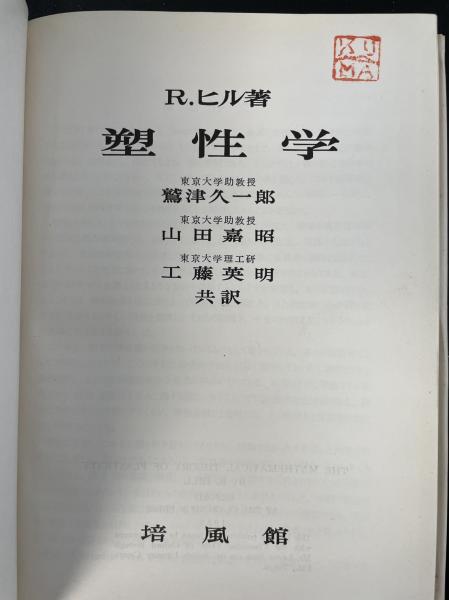 KU
MA
R.ヒル著
塑性学
東京大学助教授
鷲津久一郎
東京大学助教授
山田嘉昭
東京大学理工研
工藤英明
共訳
培風館